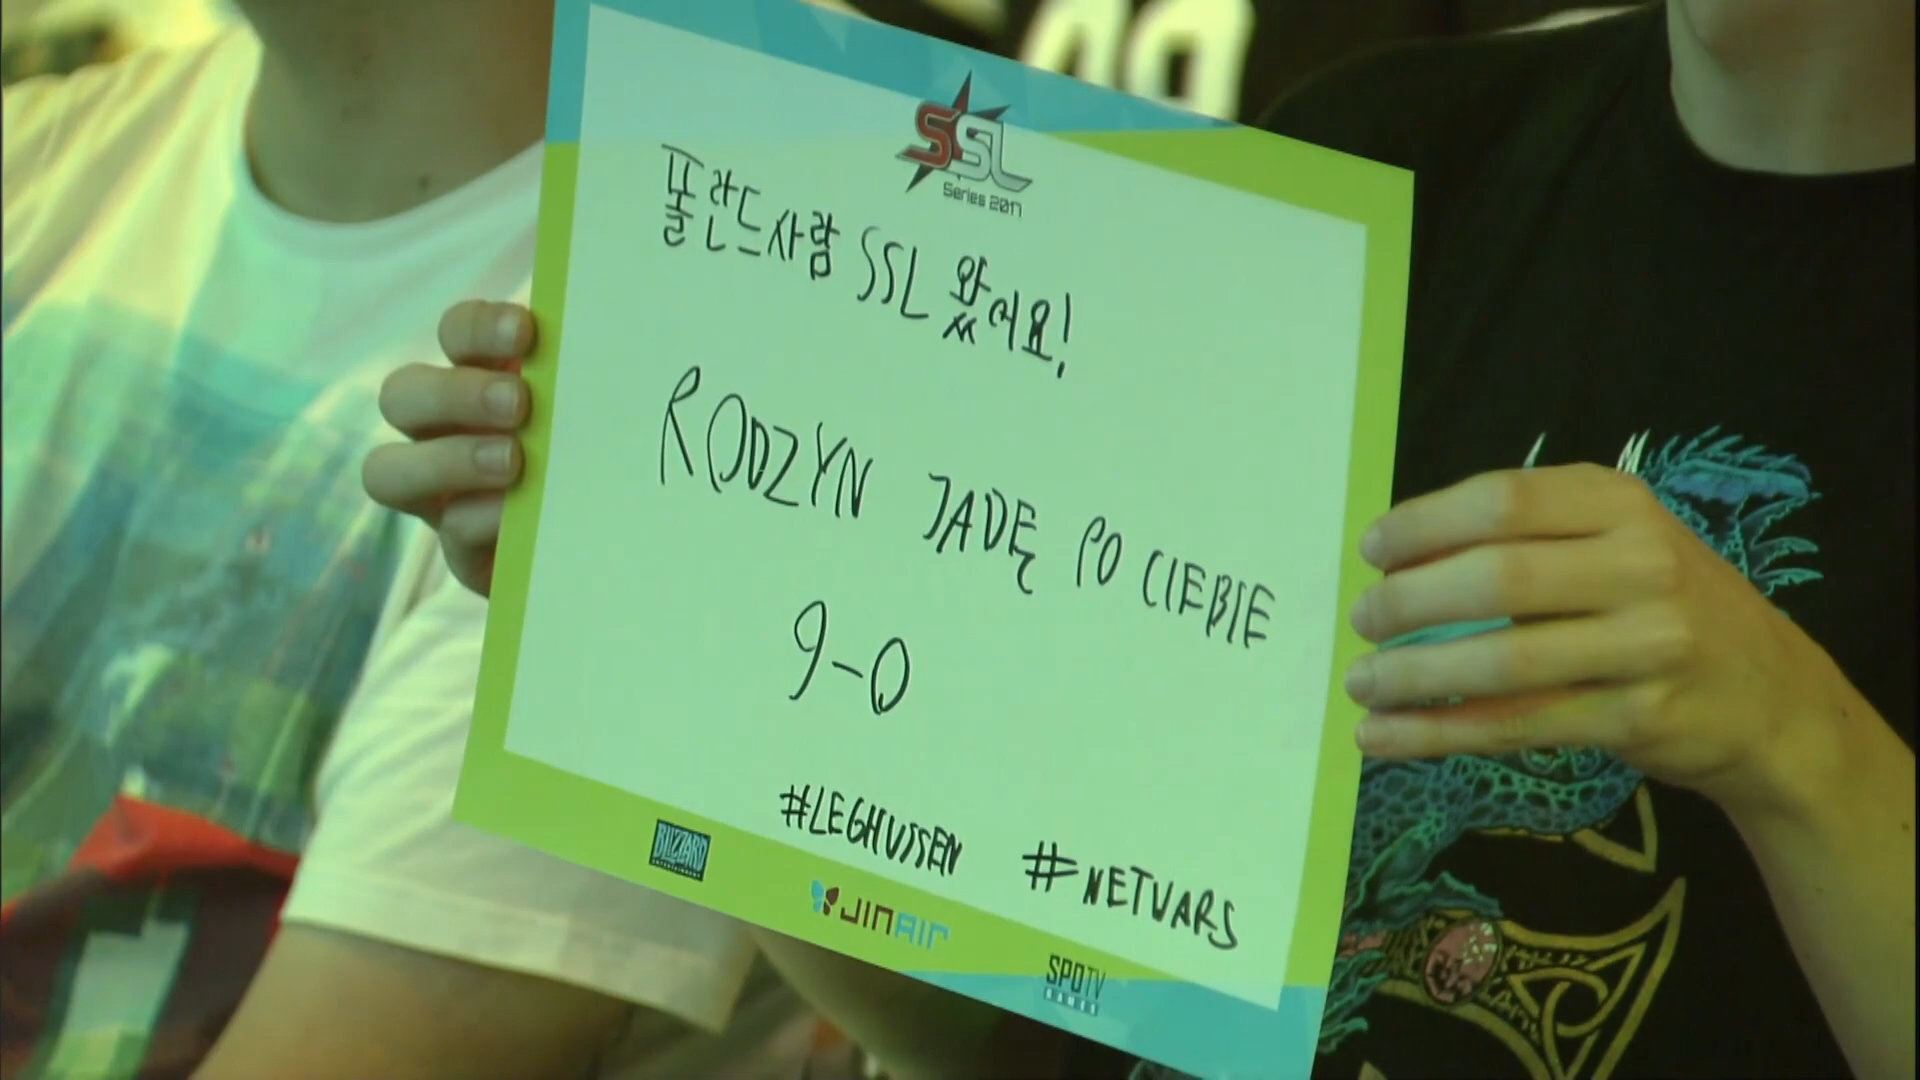 SSL
Series 2017
폴란드사람 SSL 왔어요!
RODZYN JADĘ PO CIEBIE
9-0
#LEGHUSSEN #NETWARS
BLIZZARD
ENTERTAINMENT
JINAIR
SPOTV
GAMES